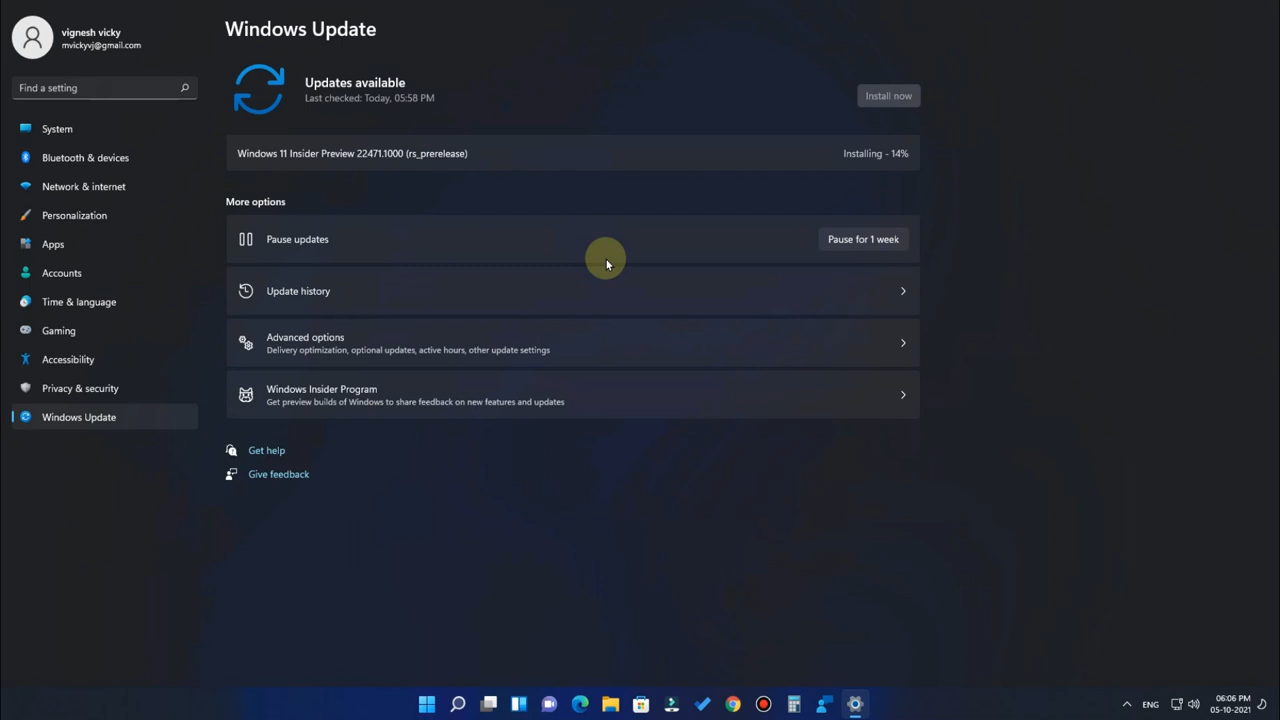 vignesh vicky
mvickyvj@gmail.com
Find a setting
System
Bluetooth & devices
Network & internet
Personalization
Apps
Accounts
Time & language
Gaming
Accessibility
Privacy & security
Windows Update
Windows Update
Updates available
Last checked: Today, 05:58 PM
Install now
Windows 11 Insider Preview 22471.1000 (rs_prerelease)
Installing - 14%
More options
Pause updates
Pause for 1 week
Update history
Advanced options
Delivery optimization, optional updates, active hours, other update settings
Windows Insider Program
Get preview builds of Windows to share feedback on new features and updates
Get help
Give feedback
ENG
06:06 PM
05-10-2021